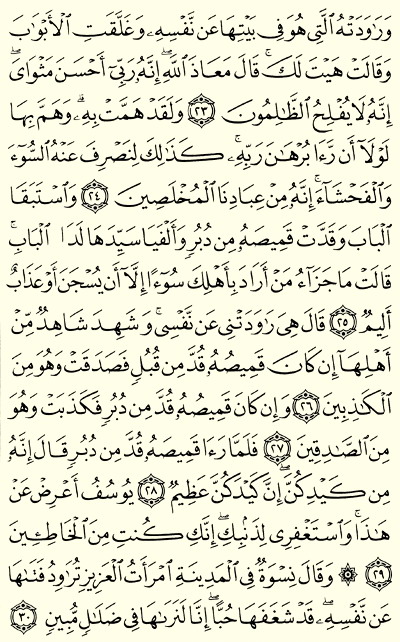 وَرَٰوَدَتْهُ ٱلَّتِى هُوَ فِى بَيْتِهَا عَن نَّفْسِهِۦ وَغَلَّقَتِ ٱلْأَبْوَٰبَ
وَقَالَتْ هَيْتَ لَكَ ۚ قَالَ مَعَاذَ ٱللَّهِ ۖ إِنَّهُۥ رَبِّىٓ أَحْسَنَ مَثْوَاىَ ۖ
إِنَّهُۥ لَا يُفْلِحُ ٱلظَّٰلِمُونَ ٢٣ وَلَقَدْ هَمَّتْ بِهِۦ ۖ وَهَمَّ بِهَا
لَوْلَآ أَن رَّءَا بُرْهَٰنَ رَبِّهِۦ ۚ كَذَٰلِكَ لِنَصْرِفَ عَنْهُ ٱلسُّوٓءَ
وَٱلْفَحْشَآءَ ۚ إِنَّهُۥ مِنْ عِبَادِنَا ٱلْمُخْلَصِينَ ٢٤ وَٱسْتَبَقَا
ٱلْبَابَ وَقَدَّتْ قَمِيصَهُۥ مِن دُبُرٍ وَأَلْفَيَا سَيِّدَهَا لَدَا ٱلْبَابِ ۚ
قَالَتْ مَا جَزَآءُ مَنْ أَرَادَ بِأَهْلِكَ سُوٓءًا إِلَّآ أَن يُسْجَنَ أَوْ عَذَابٌ
أَلِيمٌ ٢٥ قَالَ هِىَ رَٰوَدَتْنِى عَن نَّفْسِى ۚ وَشَهِدَ شَاهِدٌ مِّنْ
أَهْلِهَآ إِن كَانَ قَمِيصُهُۥ قُدَّ مِن قُبُلٍ فَصَدَقَتْ وَهُوَ مِنَ
ٱلْكَٰذِبِينَ ٢٦ وَإِن كَانَ قَمِيصُهُۥ قُدَّ مِن دُبُرٍ فَكَذَبَتْ وَهُوَ
مِنَ ٱلصَّٰدِقِينَ ٢٧ فَلَمَّا رَءَا قَمِيصَهُۥ قُدَّ مِن دُبُرٍ قَالَ إِنَّهُۥ
مِن كَيْدِكُنَّ ۖ إِنَّ كَيْدَكُنَّ عَظِيمٌ ٢٨ يُوسُفُ أَعْرِضْ عَنْ
هَٰذَا ۚ وَٱسْتَغْفِرِى لِذَنۢبِكِ ۖ إِنَّكِ كُنتِ مِنَ ٱلْخَاطِـِٔينَ
٢٩ ۞ وَقَالَ نِسْوَةٌ فِى ٱلْمَدِينَةِ ٱمْرَأَتُ ٱلْعَزِيزِ تُرَٰوِدُ فَتَىٰهَا
عَن نَّفْسِهِۦ ۖ قَدْ شَغَفَهَا حُبًّا ۖ إِنَّا لَنَرَىٰهَا فِى ضَلَٰلٍ مُّبِينٍ ٣٠